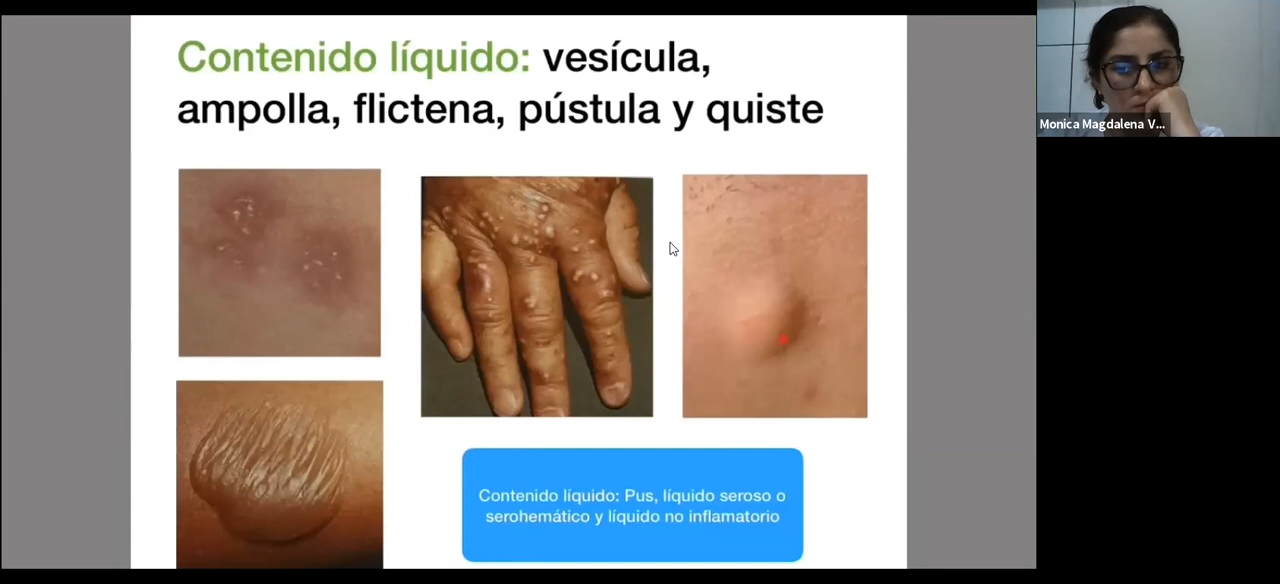 Contenido líquido: vesícula,
ampolla, flictena, pústula y quiste
Monica Magdalena V...
Contenido líquido: Pus, líquido seroso o
serohemático y líquido no inflamatorio